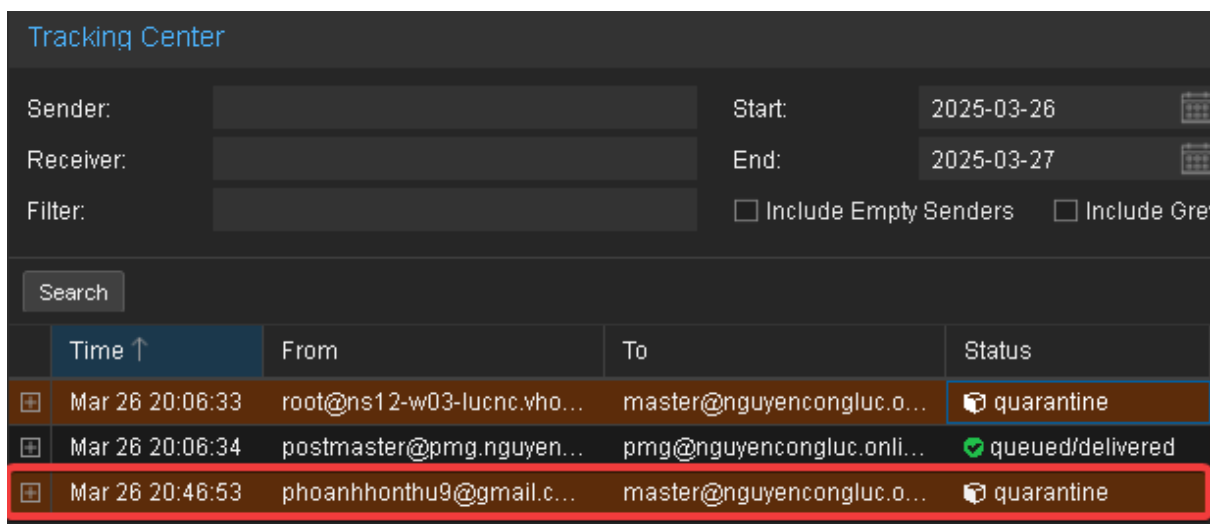 Tracking Center
Sender: Start: 2025-03-26
Receiver: End: 2025-03-27
Filter: Include Empty Senders Include Gre
Search
Time From To Status
Mar 26 20:06:33 root@ns12-w03-lucnc.vho... master@nguyencongluc.o... quarantine
Mar 26 20:06:34 postmaster@pmg.nguyen... pmg@nguyencongluc.onli... queued/delivered
Mar 26 20:46:53 phoanhhonthu9@gmail.c... master@nguyencongluc.o... quarantine